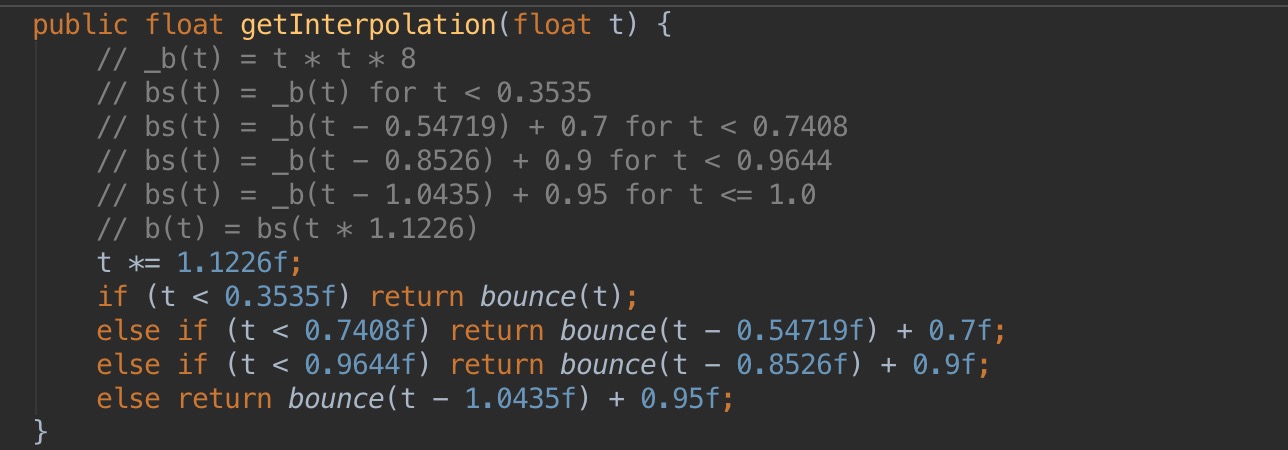 public float getInterpolation(float t) {
// _b(t) = t * t * 8
// bs(t) = _b(t) for t < 0.3535
// bs(t) = _b(t - 0.54719) + 0.7 for t < 0.7408
// bs(t) = _b(t - 0.8526) + 0.9 for t < 0.9644
// bs(t) = _b(t - 1.0435) + 0.95 for t <= 1.0
// b(t) = bs(t * 1.1226)
t *= 1.1226f;
if (t < 0.3535f) return bounce(t);
else if (t < 0.7408f) return bounce(t - 0.54719f) + 0.7f;
else if (t < 0.9644f) return bounce(t - 0.8526f) + 0.9f;
else return bounce(t - 1.0435f) + 0.95f;
}